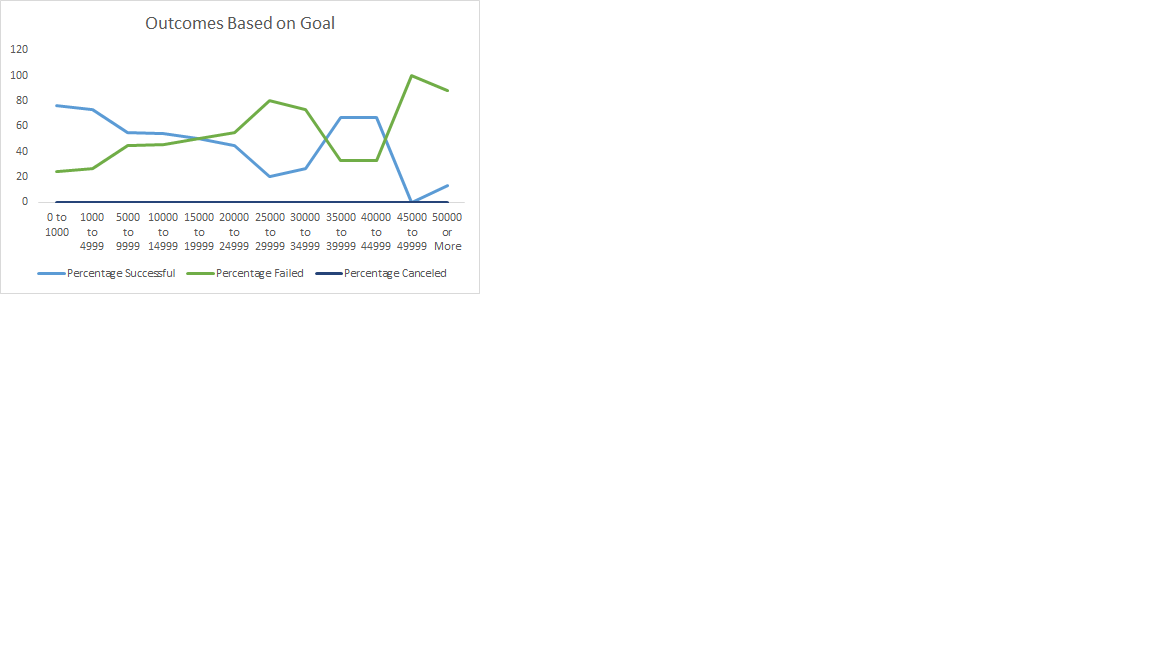 Outcomes Based on Goal
120
100
80
60
40
20
0
0 to 1000
1000 to 4999
5000 to 9999
10000 to 14999
15000 to 19999
20000 to 24999
25000 to 29999
30000 to 34999
35000 to 39999
40000 to 44999
45000 to 49999
50000 or More
Percentage Successful Percentage Failed Percentage Canceled